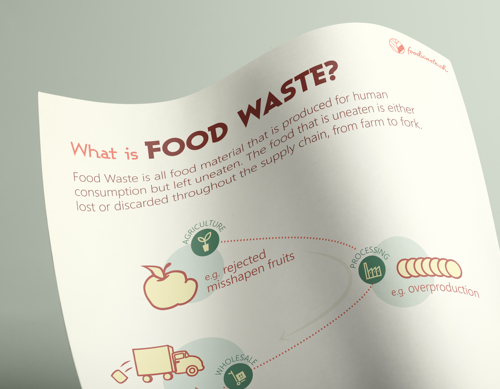 foodwaste.ch
What is FOOD WASTE?
Food Waste is all food material that is produced for human
consumption but left uneaten. The food that is uneaten is either
lost or discarded throughout the supply chain, from farm to fork.
AGRICULTURE
e.g. rejected
misshapen fruits
PROCESSING
e.g. overproduction
WHOLESALE